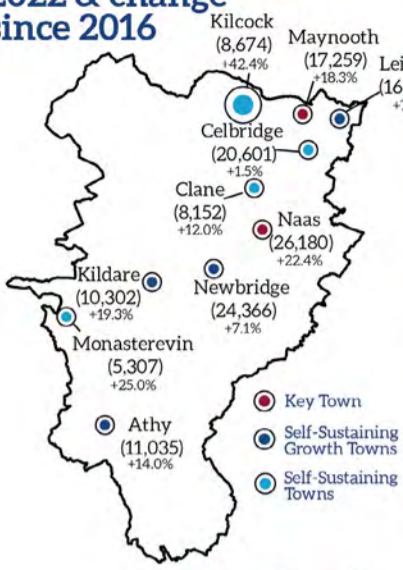 2022 & change
since 2016
Kilcock
(8,674)
+42.4%
Maynooth
(17,259)
+18.3%
Celbridge
(20,601)
+1.5%
Clane
(8,152)
+12.0%
Naas
(26,180)
+22.4%
Kildare
(10,302)
+19.3%
Newbridge
(24,366)
+7.1%
Monasterevin
(5,307)
+25.0%
Athy
(11,035)
+14.0%
Key Town
Self-Sustaining
Growth Towns
Self-Sustaining
Towns